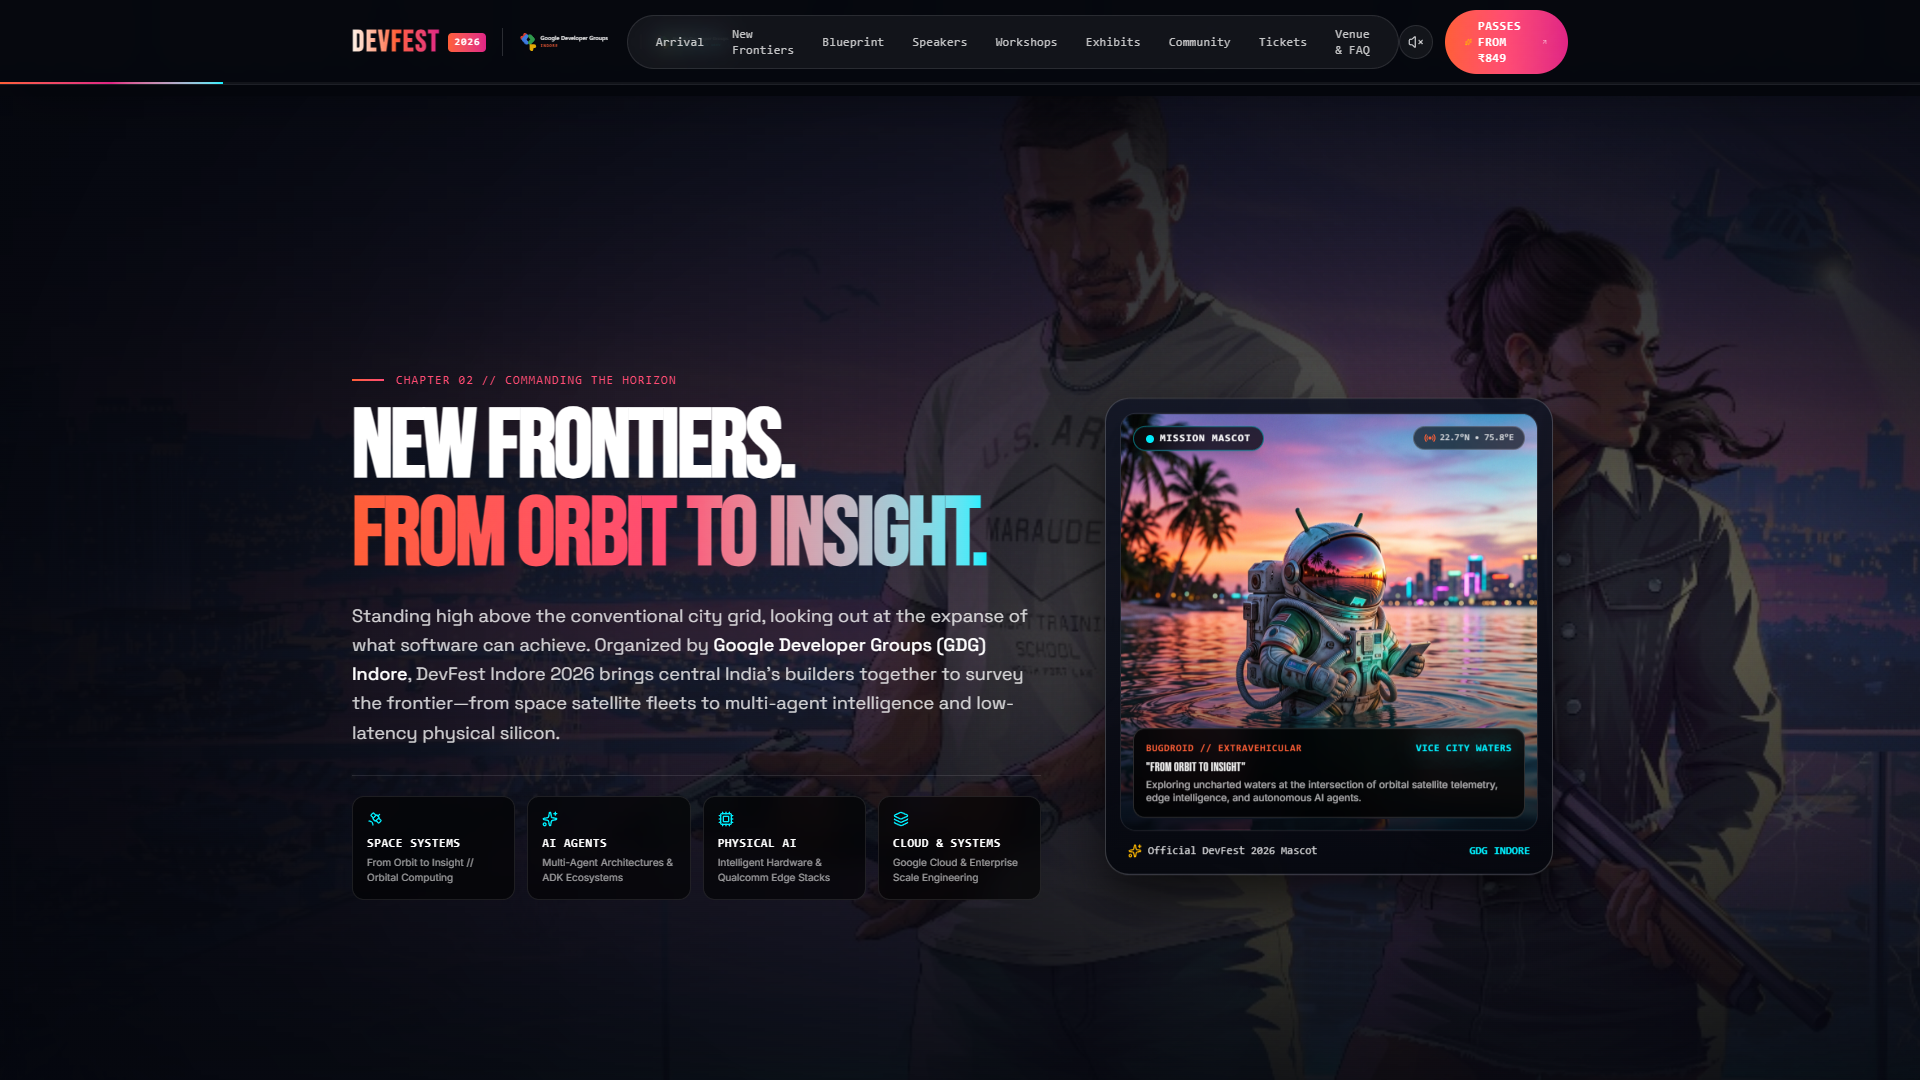 DEVFEST 2026 Google Developer Groups
INDORE
Arrival
New
Frontiers
Blueprint
Speakers
Workshops
Exhibits
Community
Tickets
Venue
& FAQ
PASSES
FROM
₹849
CHAPTER 02 // COMMANDING THE HORIZON
NEW FRONTIERS.
FROM ORBIT TO INSIGHT.
Standing high above the conventional city grid, looking out at the expanse of
what software can achieve. Organized by Google Developer Groups (GDG)
Indore, DevFest Indore 2026 brings central India's builders together to survey
the frontier—from space satellite fleets to multi-agent intelligence and low-
latency physical silicon.
SPACE SYSTEMS
From Orbit to Insight //
Orbital Computing
AI AGENTS
Multi-Agent Architectures &
ADK Ecosystems
PHYSICAL AI
Intelligent Hardware &
Qualcomm Edge Stacks
CLOUD & SYSTEMS
Google Cloud & Enterprise
Scale Engineering
MISSION MASCOT
22.7°N • 75.8°E
BUGDROID // EXTRAVEHICULAR
VICE CITY WATERS
"FROM ORBIT TO INSIGHT"
Exploring uncharted waters at the intersection of orbital satellite telemetry,
edge intelligence, and autonomous AI agents.
Official DevFest 2026 Mascot
GDG INDORE
U.S. AR
MARAUDE
SCHOOL